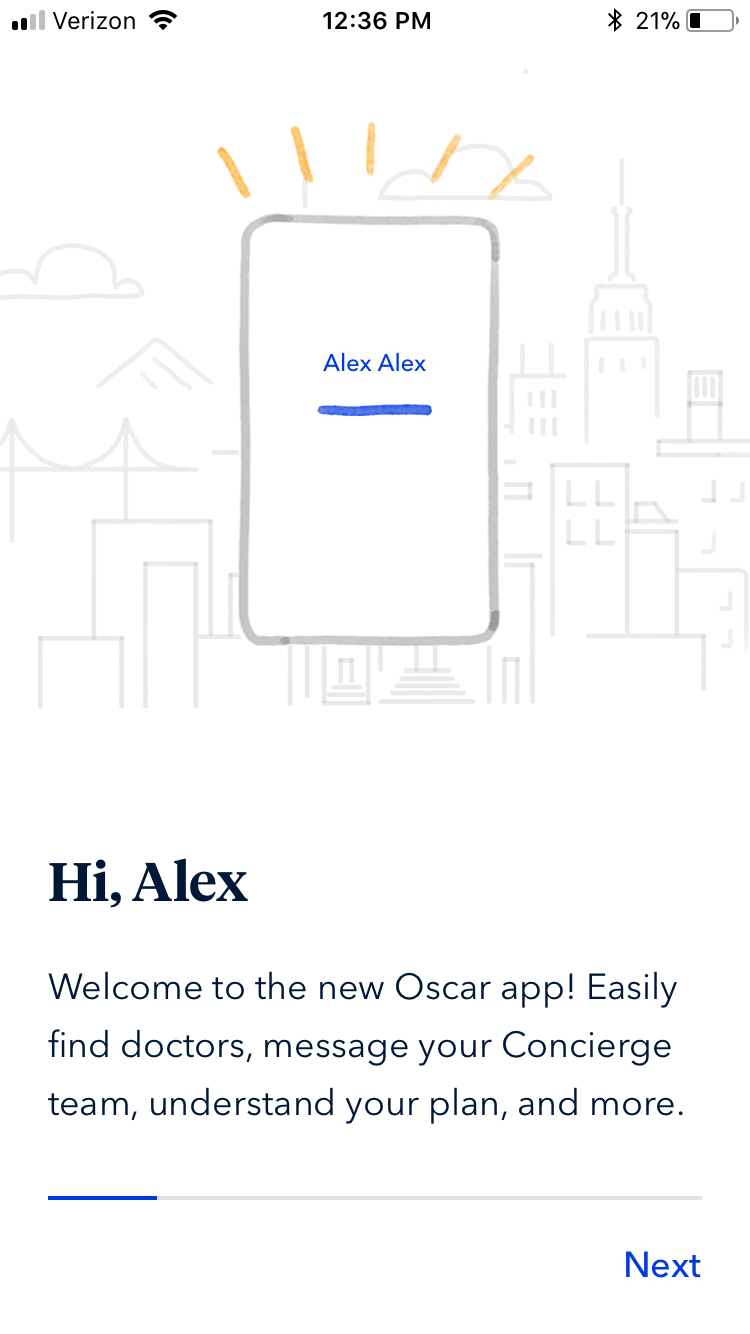 Verizon 12:36 PM 21%
Alex Alex
Hi, Alex
Welcome to the new Oscar app! Easily
find doctors, message your Concierge
team, understand your plan, and more.
Next